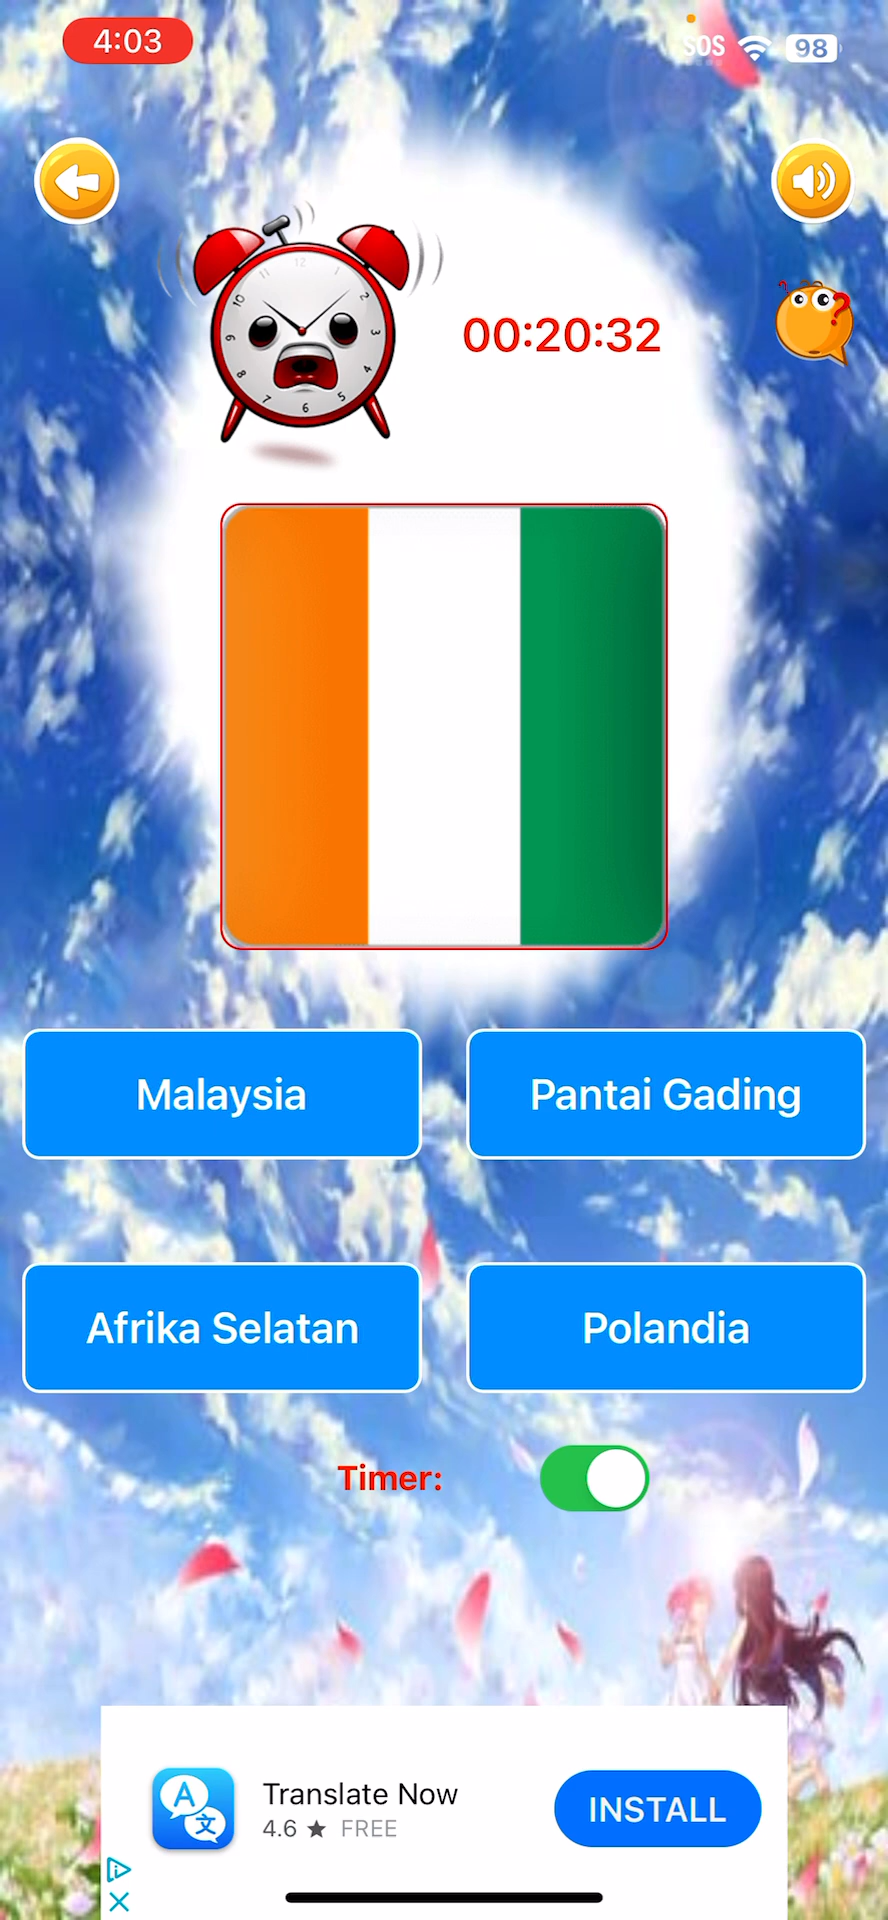 4:03
SOS
98
00:20:32
Malaysia
Pantai Gading
Afrika Selatan
Polandia
Timer:
Translate Now
4.6 ★ FREE
INSTALL